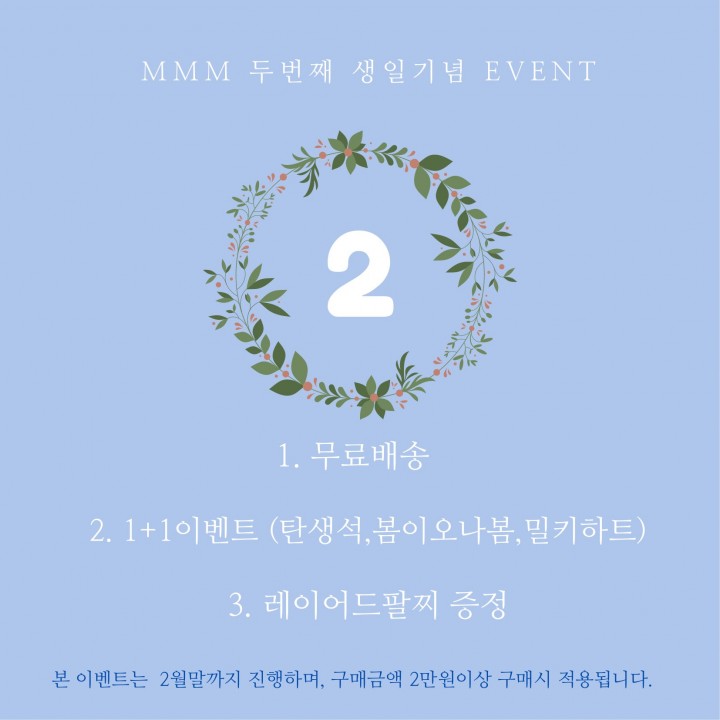 MMM 두번째 생일기념 EVENT
2
1. 무료배송
2. 1+1이벤트 (탄생석,봄이오나봄,밀키하트)
3. 레이어드팔찌 증정
본 이벤트는 2월말까지 진행하며, 구매금액 2만원이상 구매시 적용됩니다.